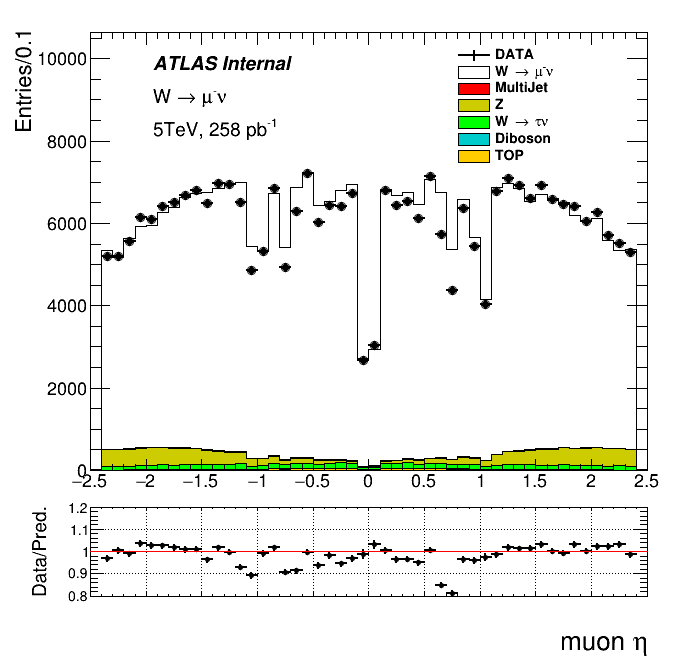 Entries/0.1
10000
8000
6000
4000
2000
0
ATLAS Internal
W → μ⁻ν
5TeV, 258 pb⁻¹
DATA
W → μ⁻ν
MultiJet
Z
W → τν
Diboson
TOP
−2.5 −2 −1.5 −1 −0.5 0 0.5 1 1.5 2 2.5
Data/Pred.
1.2
1.1
1
0.9
0.8
muon η